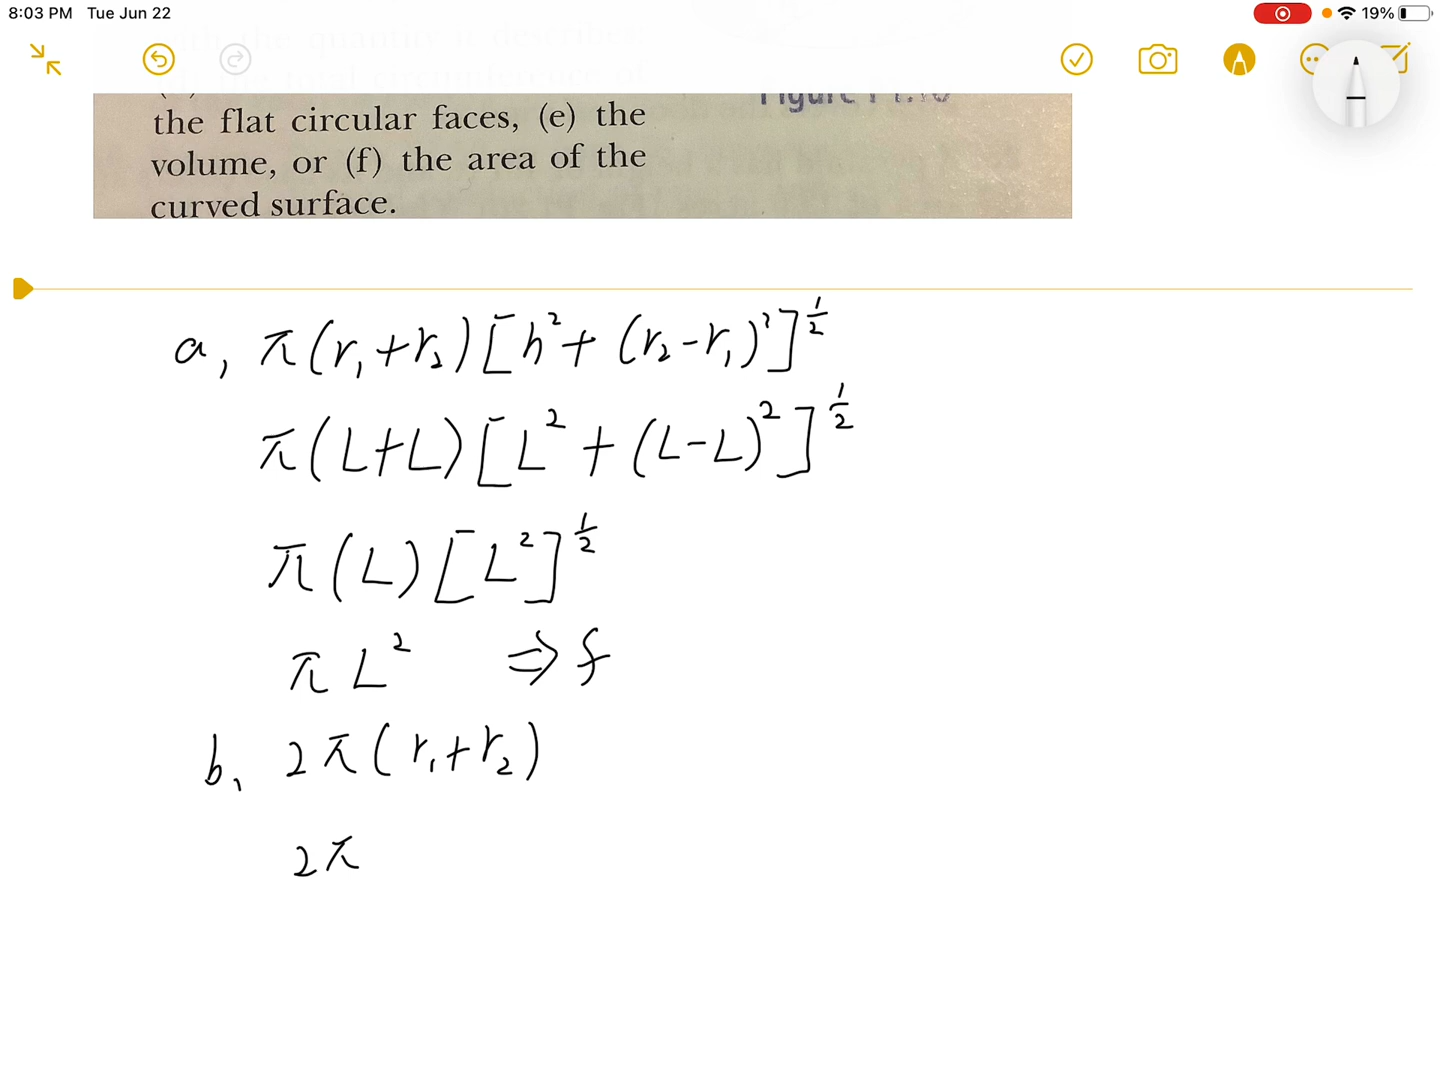 8:03 PM Tue Jun 22
19%
the flat circular faces, (e) the
volume, or (f) the area of the
curved surface.
a, π(r₁+r₂)[h²+(r₂-r₁)²]^½
π(L+L)[L²+(L-L)²]^½
π(L)[L²]^½
πL² ⇒ f
b, 2π(r₁+r₂)
2π